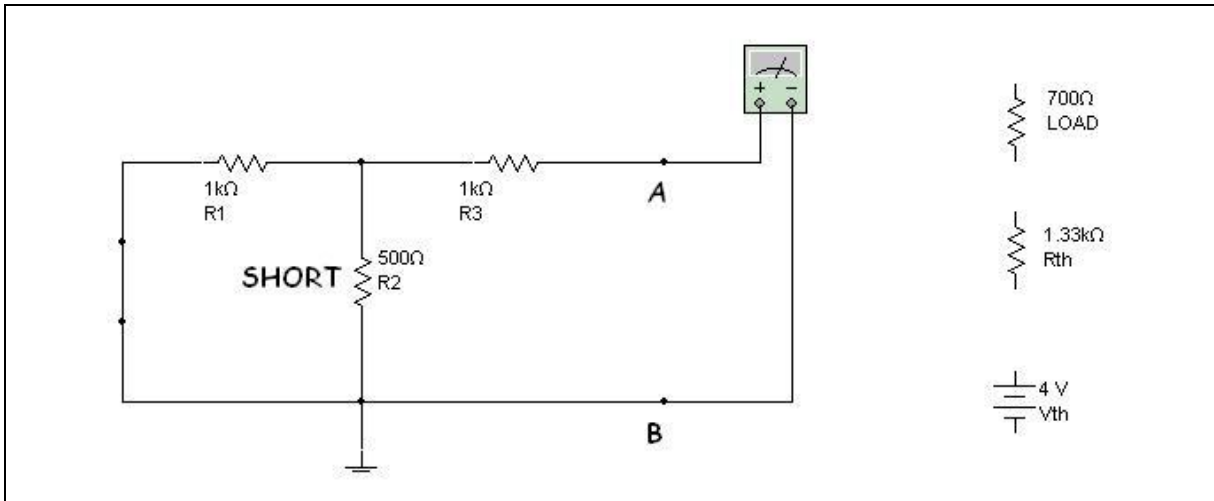 + −
700Ω
LOAD
1kΩ
R1
1kΩ
R3
A
1.33kΩ
Rth
SHORT
500Ω
R2
4 V
Vth
B